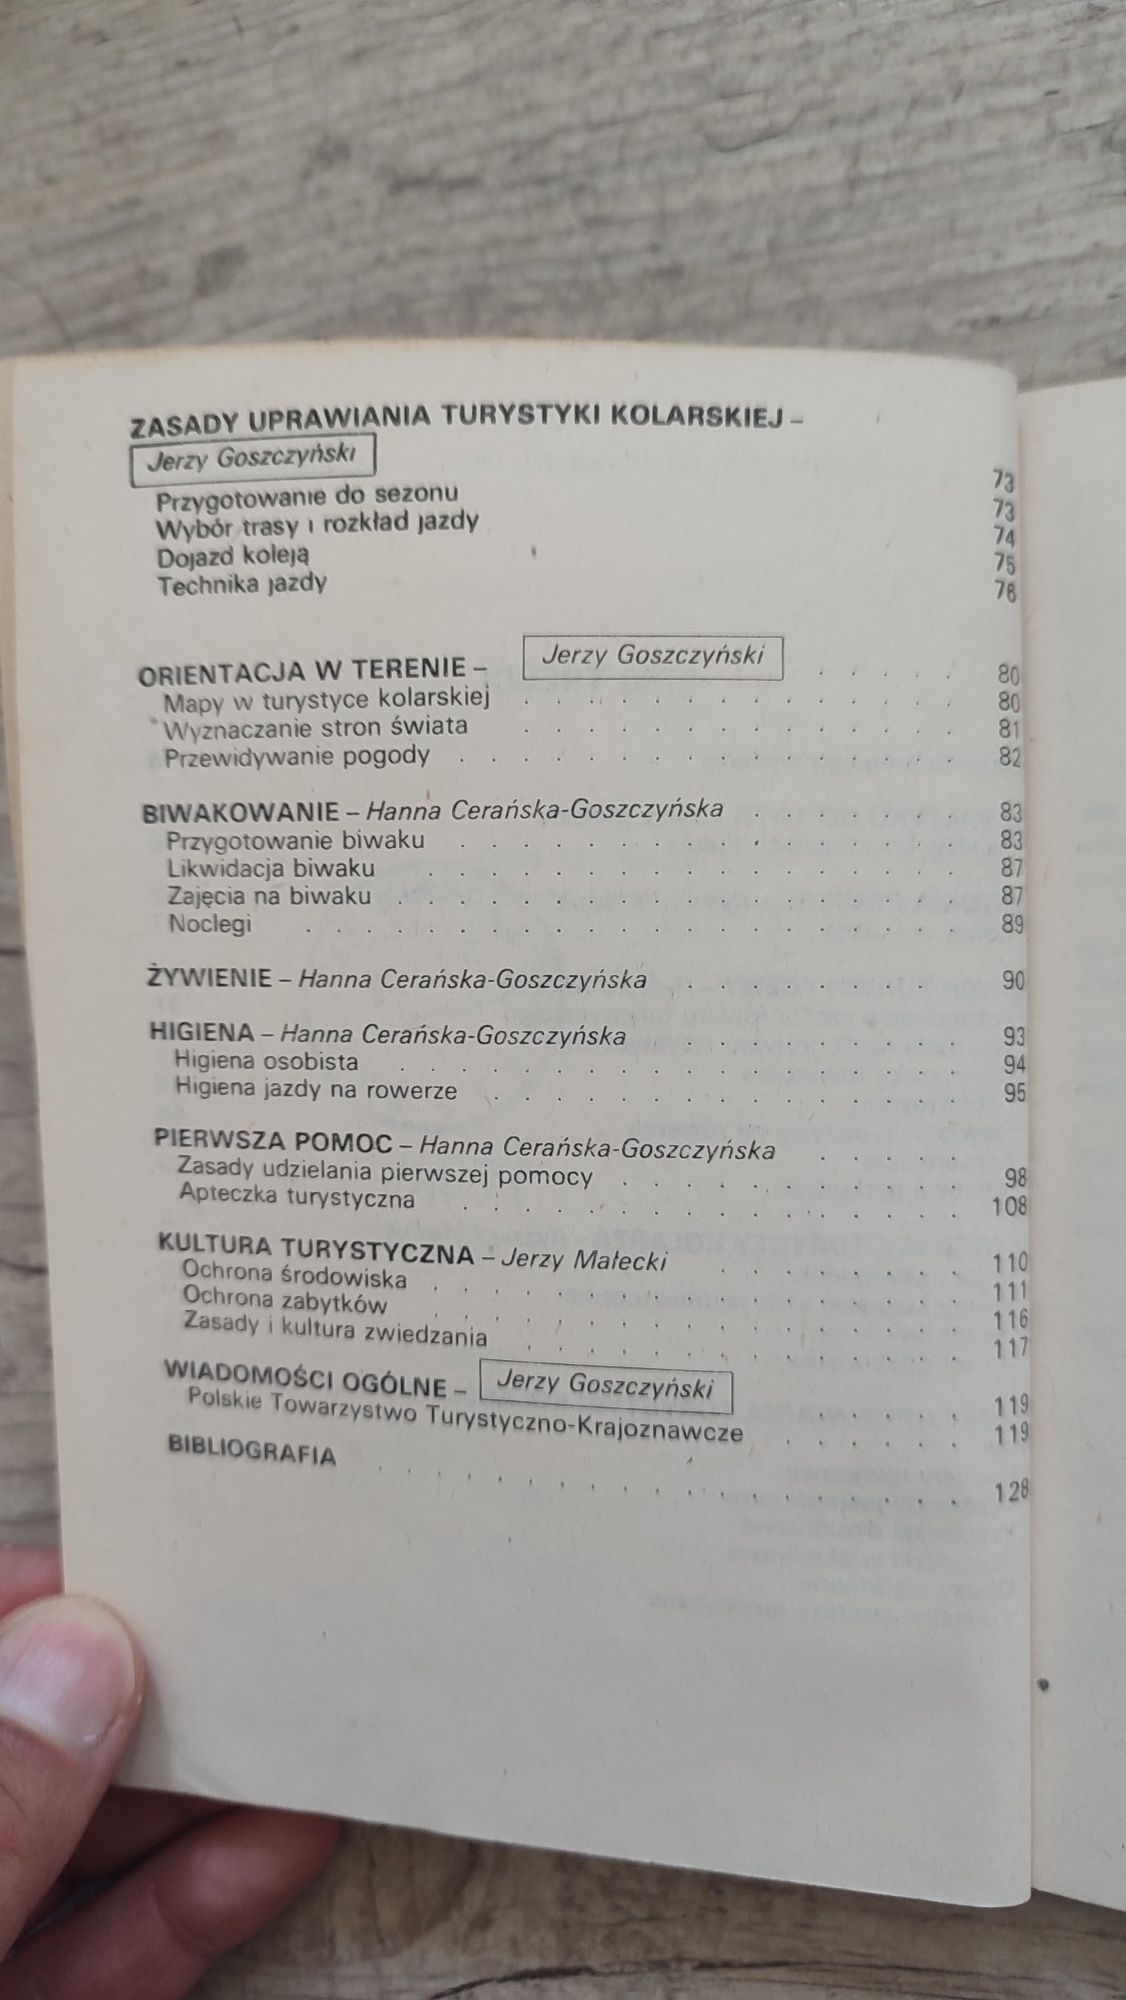 ZASADY UPRAWIANIA TURYSTYKI KOLARSKIEJ –
Jerzy Goszczyński 73
Przygotowanie do sezonu 73
Wybór trasy i rozkład jazdy 74
Dojazd koleją 75
Technika jazdy 76
ORIENTACJA W TERENIE – Jerzy Goszczyński . . . . 80
Mapy w turystyce kolarskiej . . . . . . . . . . . . . . 80
Wyznaczanie stron świata . . . . . . . . . . . . . . 81
Przewidywanie pogody . . . . . . . . . . . . . . . . 82
BIWAKOWANIE – Hanna Cerańska-Goszczyńska . . . . . . . 83
Przygotowanie biwaku . . . . . . . . . . . . . . . . 83
Likwidacja biwaku . . . . . . . . . . . . . . . . . 87
Zajęcia na biwaku . . . . . . . . . . . . . . . . . . 87
Noclegi . . . . . . . . . . . . . . . . . . . . . 89
ŻYWIENIE – Hanna Cerańska-Goszczyńska . . . . . . . . . 90
HIGIENA – Hanna Cerańska-Goszczyńska . . . . . . . . . 93
Higiena osobista . . . . . . . . . . . . . . . . . . 94
Higiena jazdy na rowerze . . . . . . . . . . . . . . . 95
PIERWSZA POMOC – Hanna Cerańska-Goszczyńska . . . . .
Zasady udzielania pierwszej pomocy . . . . . . . . . . . 98
Apteczka turystyczna . . . . . . . . . . . . . . . . 108
KULTURA TURYSTYCZNA – Jerzy Małecki . . . . . . . . 110
Ochrona środowiska . . . . . . . . . . . . . . . . . 111
Ochrona zabytków . . . . . . . . . . . . . . . . . 116
Zasady i kultura zwiedzania . . . . . . . . . . . . . . 117
WIADOMOŚCI OGÓLNE – Jerzy Goszczyński . . . . . 119
Polskie Towarzystwo Turystyczno-Krajoznawcze . . . . . . 119
BIBLIOGRAFIA . . . . . . . . . . . . . . . . . . . 128